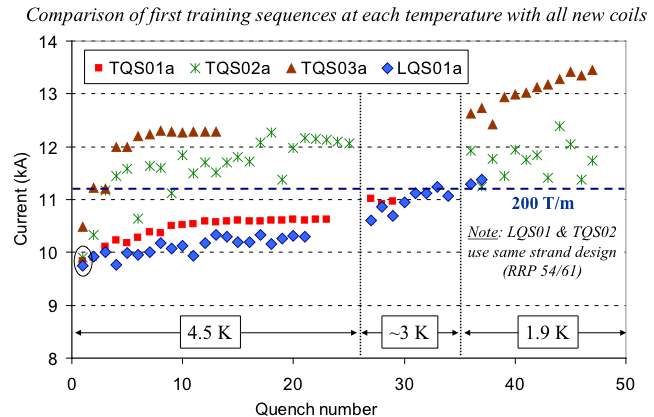 Comparison of first training sequences at each temperature with all new coils
14
13
12
11
10
9
8
Current (kA)
TQS01a TQS02a TQS03a LQS01a
200 T/m
Note: LQS01 & TQS02
use same strand design
(RRP 54/61)
4.5 K ~3 K 1.9 K
0 10 20 30 40 50
Quench number